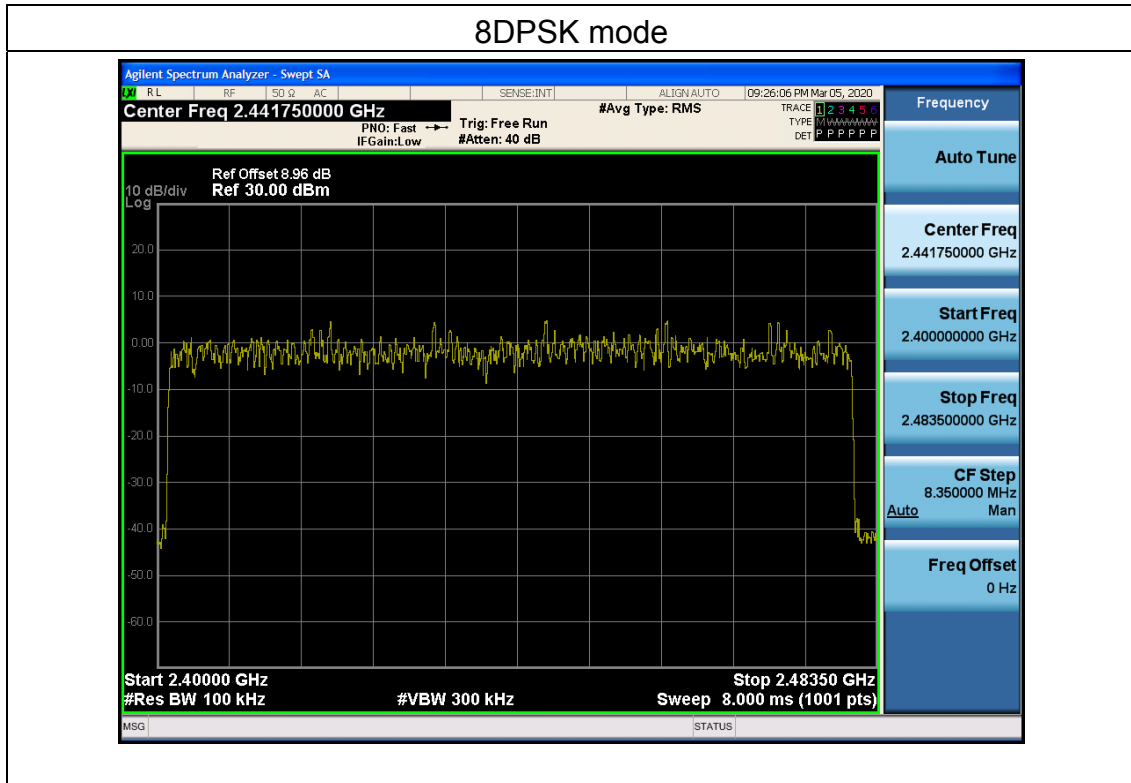 8DPSK mode
Agilent Spectrum Analyzer - Swept SA
LXI RL RF 50 Ω AC SENSE:INT ALIGN AUTO 09:26:06 PM Mar 05, 2020
Center Freq 2.441750000 GHz
#Avg Type: RMS
TRACE 1 2 3 4 5 6
PNO: Fast
Trig: Free Run
TYPE M WWWWW
IFGain:Low
#Atten: 40 dB
DET P P P P P P
Ref Offset 8.96 dB
10 dB/div Ref 30.00 dBm
Log
20.0
10.0
0.00
-10.0
-20.0
-30.0
-40.0
-50.0
-60.0
Start 2.40000 GHz Stop 2.48350 GHz
#Res BW 100 kHz #VBW 300 kHz Sweep 8.000 ms (1001 pts)
MSG STATUS
Frequency
Auto Tune
Center Freq
2.441750000 GHz
Start Freq
2.400000000 GHz
Stop Freq
2.483500000 GHz
CF Step
8.350000 MHz
Auto Man
Freq Offset
0 Hz